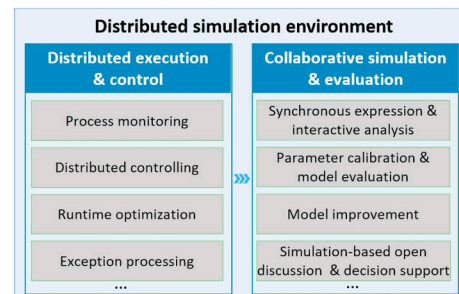 Distributed simulation environment
Distributed execution
& control
Process monitoring
Distributed controlling
Runtime optimization
Exception processing
...
Collaborative simulation
& evaluation
Synchronous expression &
interactive analysis
Parameter calibration &
model evaluation
Model improvement
Simulation-based open
discussion & decision support
...